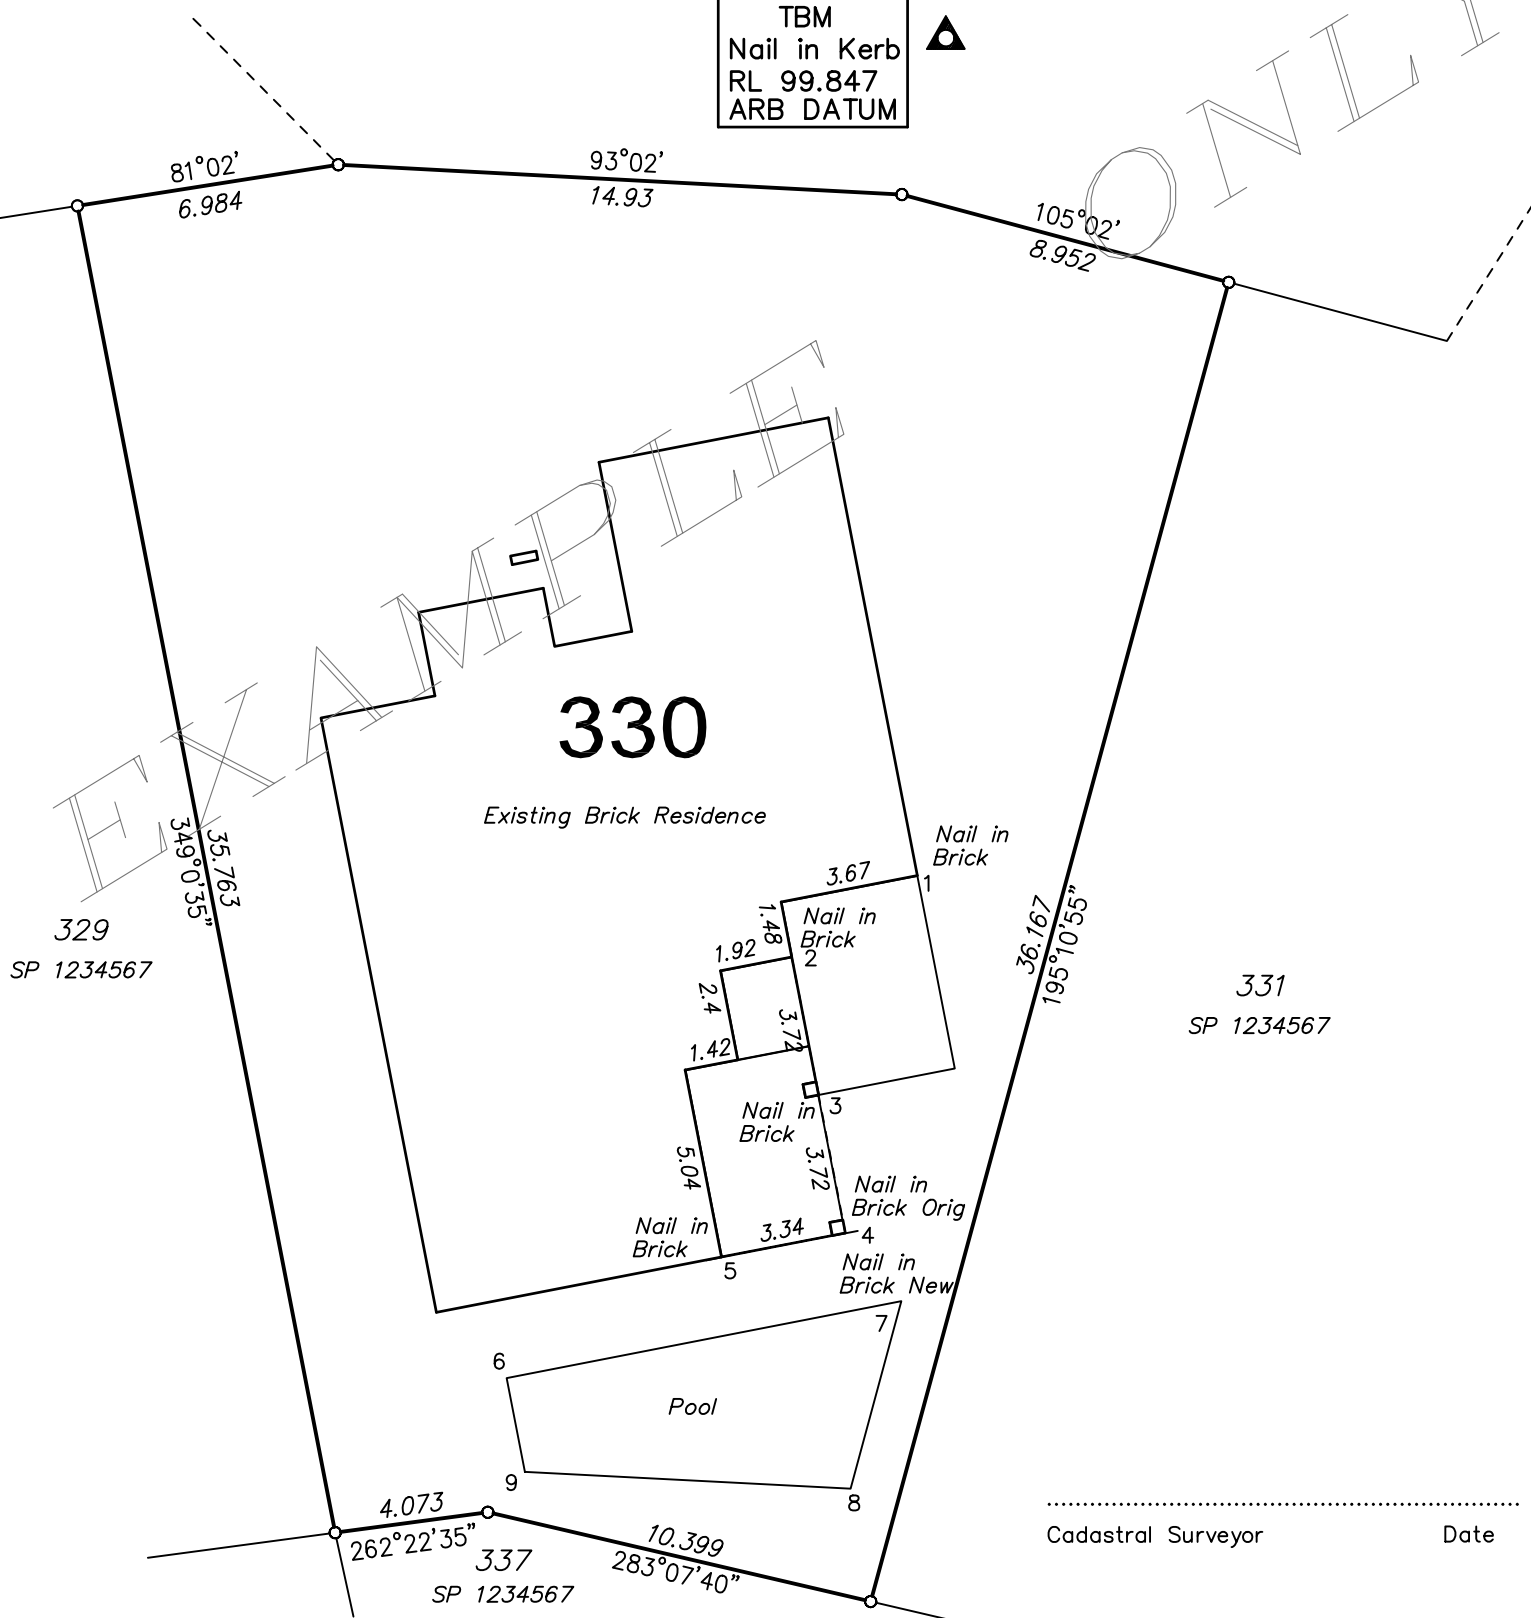 TBM
Nail in Kerb
RL 99.847
ARB DATUM
81°02'
6.984
93°02'
14.93
105°02'
8.952
EXAMPLE ONLY
330
Existing Brick Residence
35.763
349°0'35"
329
SP 1234567
36.167
195°10'55"
331
SP 1234567
Nail in
Brick
1
3.67
1.48
Nail in
Brick
2
1.92
2.4
3.72
1.42
3
Nail in
Brick
5.04
3.72
Nail in
Brick Orig
4
3.34
Nail in
Brick
5
Nail in
Brick New
6
7
Pool
9
8
4.073
262°22'35"
337
SP 1234567
10.399
283°07'40"
Cadastral Surveyor Date